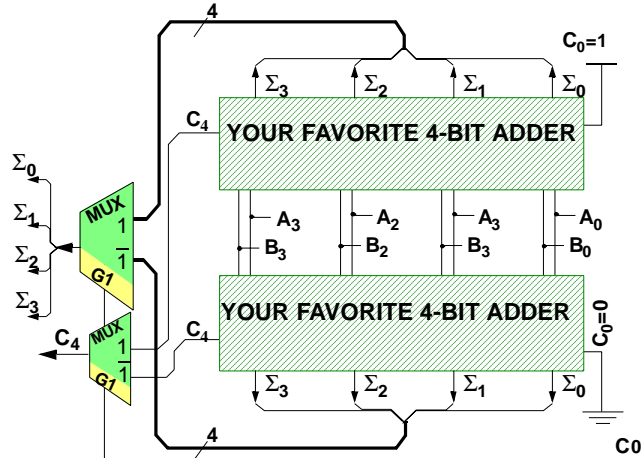 4
C₀=1
Σ₃ Σ₂ Σ₁ Σ₀
C₄
YOUR FAVORITE 4-BIT ADDER
Σ₀
Σ₁
Σ₂
Σ₃
MUX
1
1̅
G1
A₃ A₂ A₃ A₀
B₃ B₂ B₃ B₀
YOUR FAVORITE 4-BIT ADDER
C₄
C₀=0
C₄
MUX
1
1̅
G1
Σ₃ Σ₂ Σ₁ Σ₀
4
C0